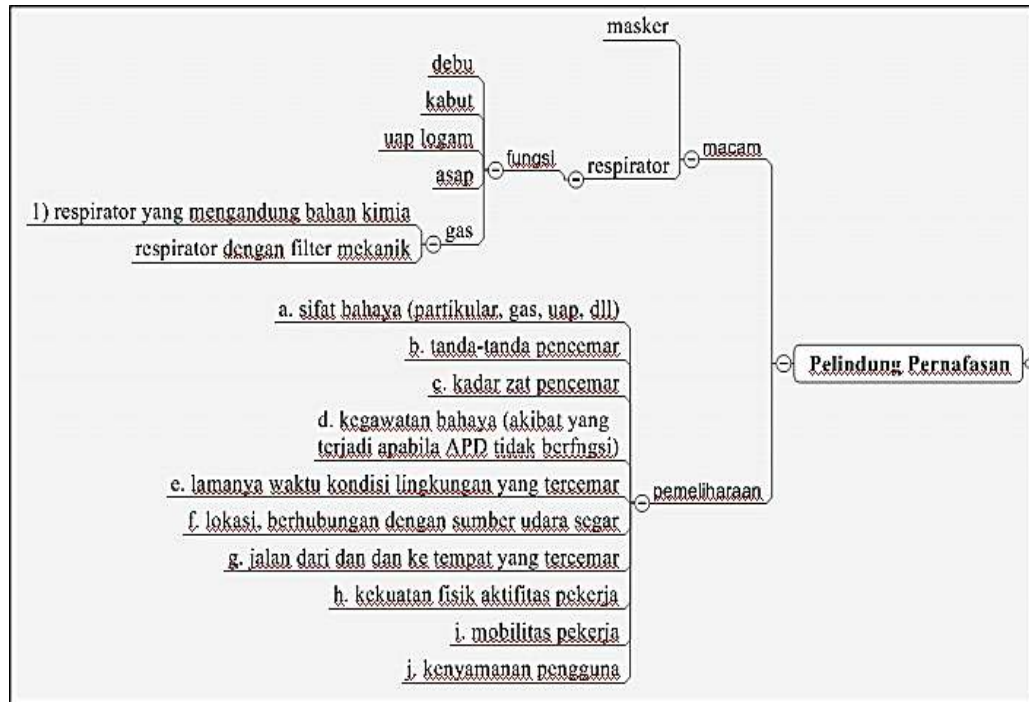 masker
debu
kabut
uap logam
asap
fungsi
respirator
macam
1) respirator yang mengandung bahan kimia
respirator dengan filter mekanik
gas
a. sifat bahaya (partikular, gas, uap, dll)
b. tanda-tanda pencemar
c. kadar zat pencemar
d. kegawatan bahaya (akibat yang
terjadi apabila APD tidak berfngsi)
e. lamanya waktu kondisi lingkungan yang tercemar
f. lokasi, berhubungan dengan sumber udara segar
g. jalan dari dan dan ke tempat yang tercemar
h. kekuatan fisik aktifitas pekerja
i. mobilitas pekerja
j. kenyamanan pengguna
pemeliharaan
Pelindung Pernafasan